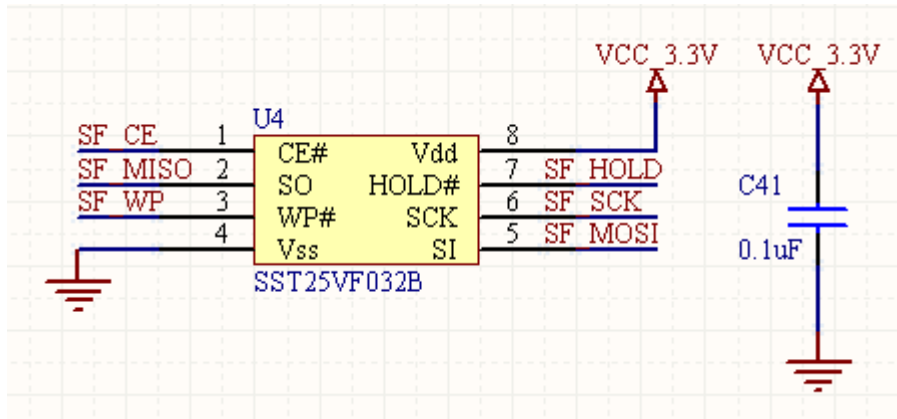 VCC_3.3V VCC_3.3V
U4
SF_CE 1 CE# Vdd 8
SF_MISO 2 SO HOLD# 7 SF_HOLD
SF_WP 3 WP# SCK 6 SF_SCK
4 Vss SI 5 SF_MOSI
SST25VF032B
C41
0.1uF